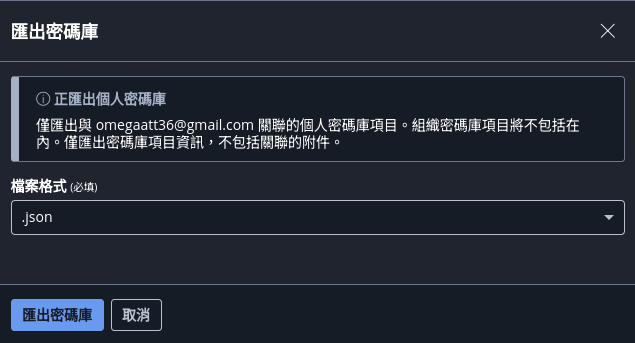 匯出密碼庫
正匯出個人密碼庫
僅匯出與 omegaatt36@gmail.com 關聯的個人密碼庫項目。組織密碼庫項目將不包括在
內。僅匯出密碼庫項目資訊，不包括關聯的附件。
檔案格式 (必填)
.json
匯出密碼庫 取消